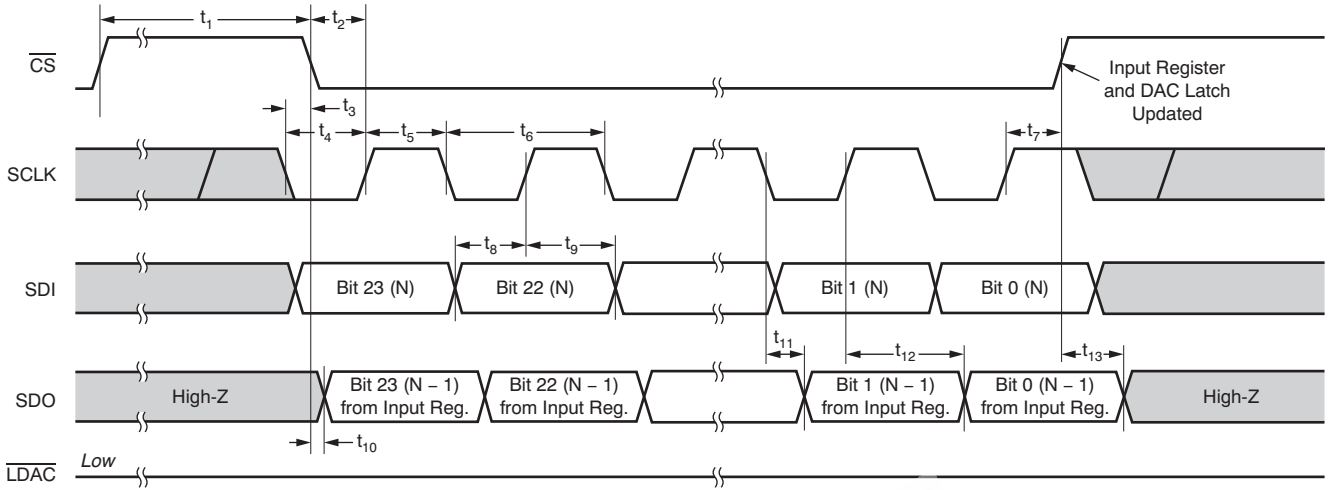 t1
t2
CS
Input Register
and DAC Latch
Updated
t3
t4
t5
t6
t7
SCLK
t8
t9
SDI
Bit 23 (N)
Bit 22 (N)
Bit 1 (N)
Bit 0 (N)
t11
t12
t13
SDO
High-Z
Bit 23 (N − 1)
from Input Reg.
Bit 22 (N − 1)
from Input Reg.
Bit 1 (N − 1)
from Input Reg.
Bit 0 (N − 1)
from Input Reg.
High-Z
t10
LDAC
Low